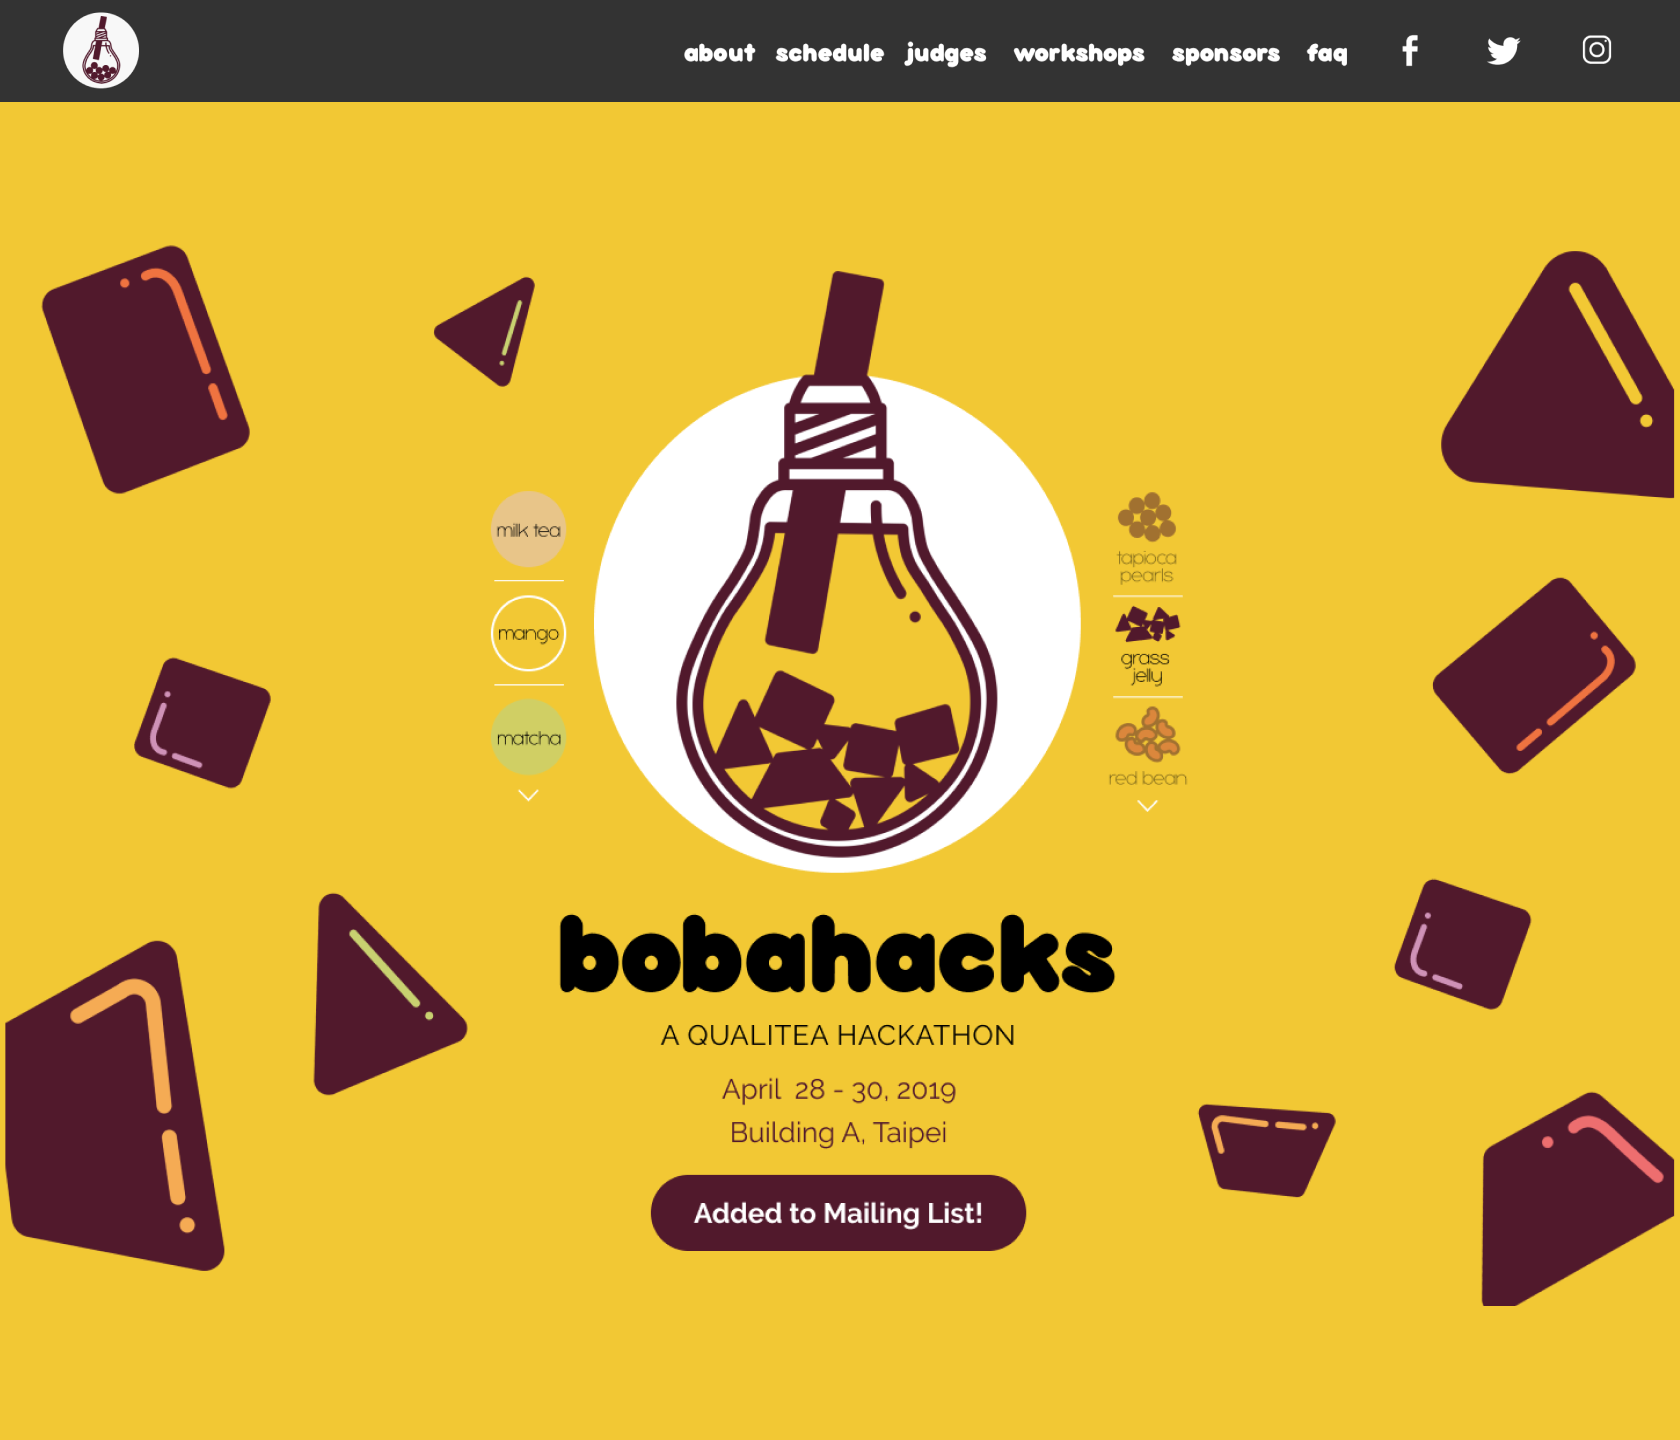 about schedule judges workshops sponsors faq
milk tea
mango
matcha
tapioca
pearls
grass
jelly
red bean
bobahacks
A QUALITEA HACKATHON
April 28 - 30, 2019
Building A, Taipei
Added to Mailing List!